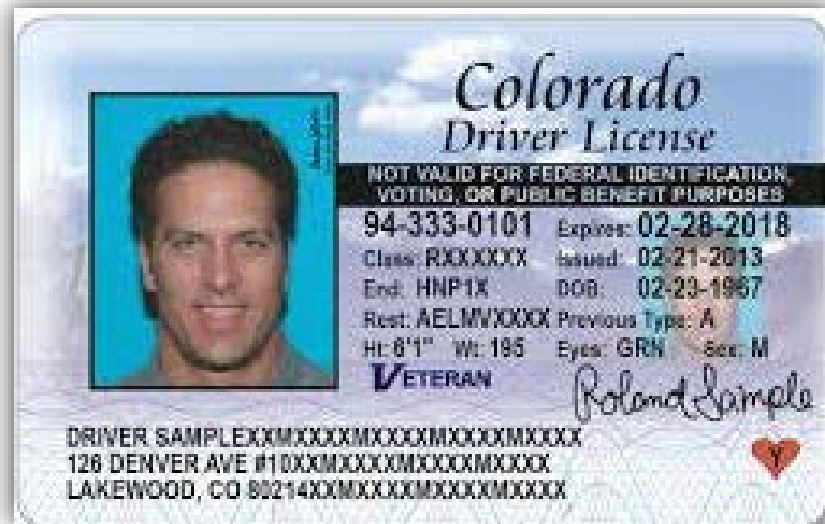 Colorado
Driver License
NOT VALID FOR FEDERAL IDENTIFICATION,
VOTING, OR PUBLIC BENEFIT PURPOSES
94-333-0101 Expires: 02-28-2018
Class: RXXXXXX Issued: 02-21-2013
End: HNP1X DOB: 02-23-1967
Rest: AELMVXXXX Previous Type: A
Ht: 6'1" Wt: 195 Eyes: GRN Sex: M
VETERAN
Roland Sample
DRIVER SAMPLEXXMXXXXMXXXXMXXXXMXXXX
126 DENVER AVE #10XXMXXXXMXXXXMXXXX
LAKEWOOD, CO 80214XXMXXXXMXXXXMXXXX
Y